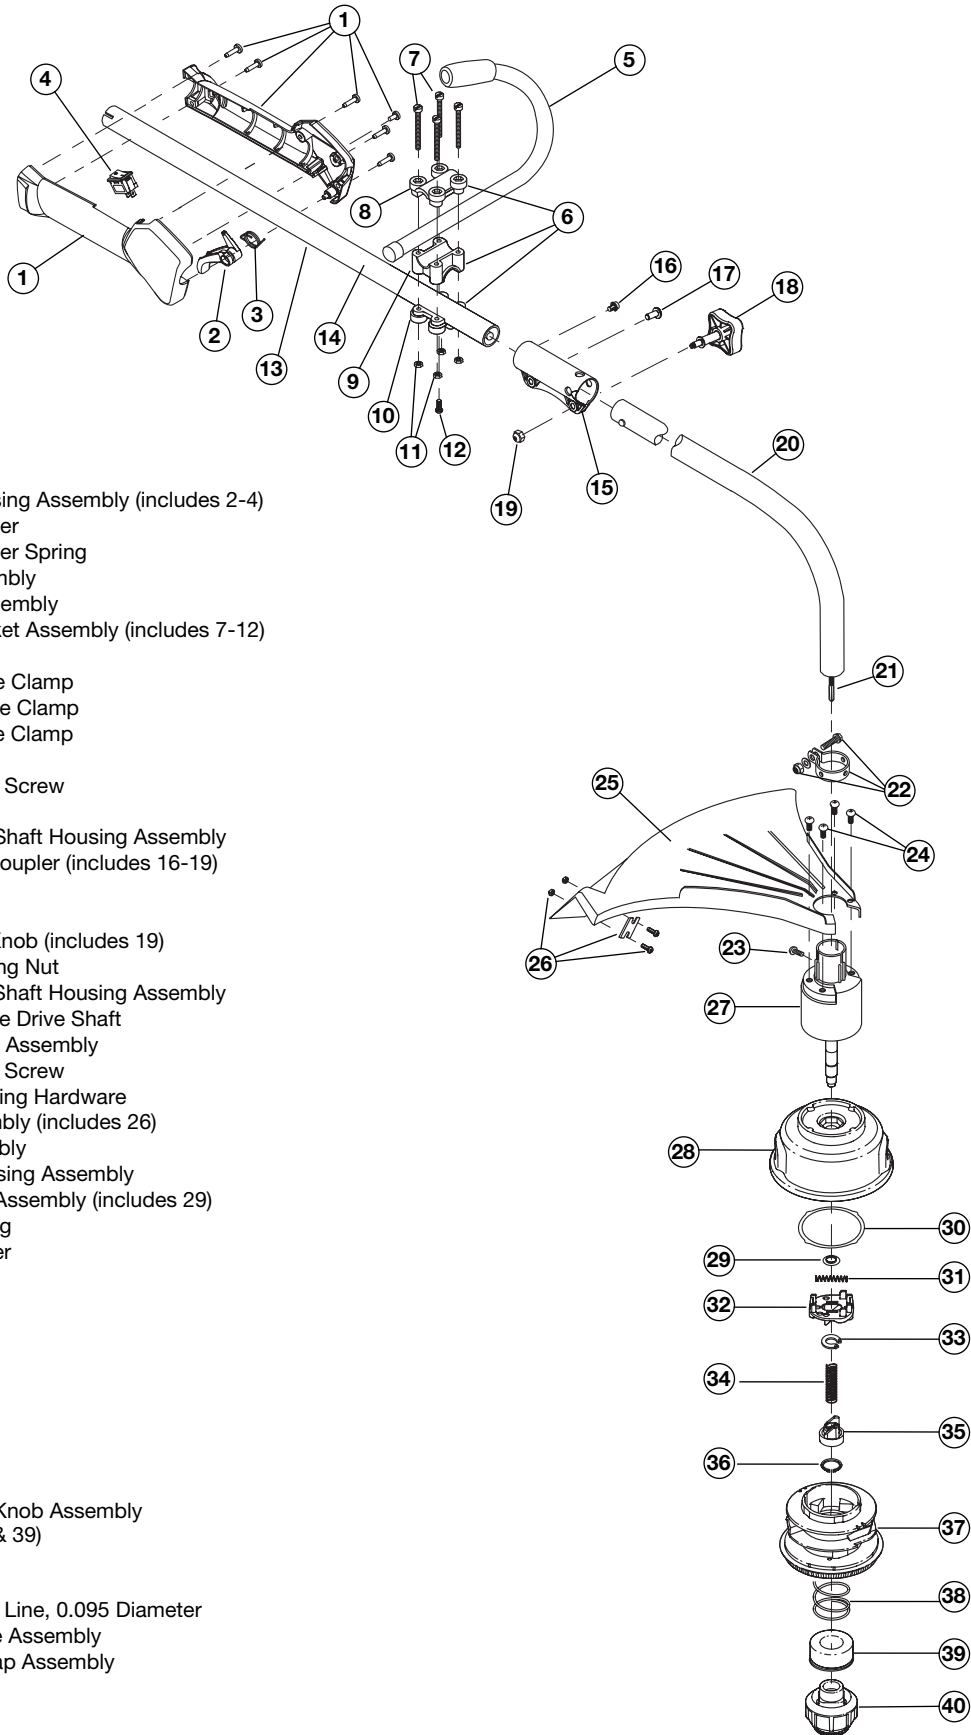 1
4
7
5
8
6
1
2
3
13
14
9
10
11
12
16
17
18
15
19
20
21
22
25
24
26
23
27
28
30
29
31
32
33
34
35
36
37
38
39
40
sing Assembly (includes 2-4)
er
er Spring
mbly
embly
ket Assembly (includes 7-12)
e Clamp
e Clamp
e Clamp
Screw
Shaft Housing Assembly
oupler (includes 16-19)
Knob (includes 19)
ng Nut
Shaft Housing Assembly
e Drive Shaft
Assembly
Screw
ing Hardware
mbly (includes 26)
bly
sing Assembly
Assembly (includes 29)
g
er
Knob Assembly
& 39)
Line, 0.095 Diameter
e Assembly
ap Assembly